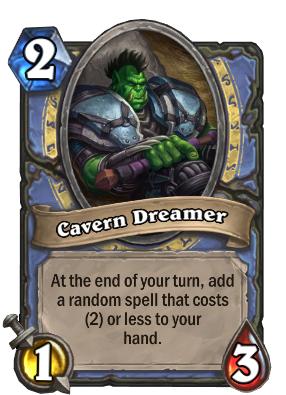 2
Cavern Dreamer
At the end of your turn, add
a random spell that costs
(2) or less to your
hand.
1
3